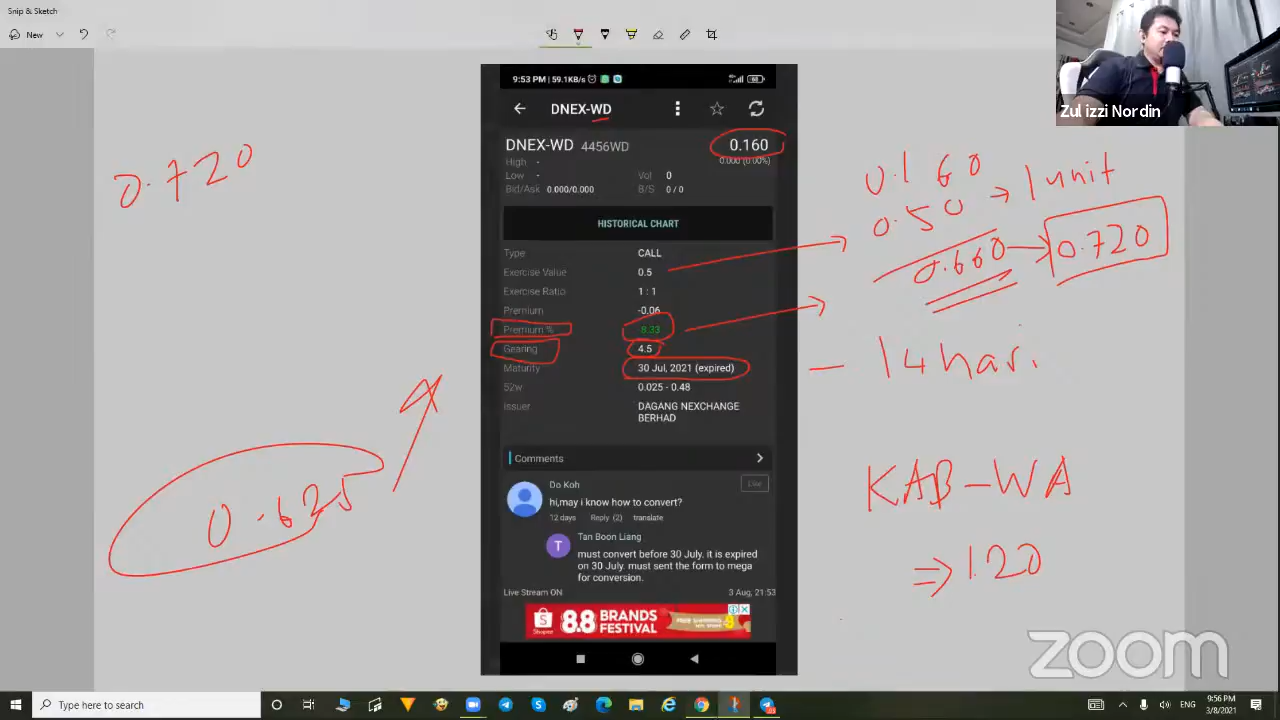 Snip & Sketch
New
Zul izzi Nordin
9:53 PM | 59.1KB/s
DNEX-WD
DNEX-WD 4456WD 0.160
High - 0.000 (0.00%)
Low - Vol 0
Bid/Ask 0.000/0.000 B/S 0 / 0
HISTORICAL CHART
Type CALL
Exercise Value 0.5
Exercise Ratio 1 : 1
Premium -0.06
Premium % -8.33
Gearing 4.5
Maturity 30 Jul, 2021 (expired)
52w 0.025 - 0.48
Issuer DAGANG NEXCHANGE
BERHAD
Comments
Do Koh
hi,may i know how to convert?
12 days Reply (2) translate
Tan Boon Liang
must convert before 30 July. it is expired
on 30 July. must sent the form to mega
for conversion.
Live Stream ON 3 Aug, 21:53
Shopee 8.8 BRANDS
FESTIVAL
0.720
0.625
0.160
0.50 → 1 unit
0.660 → 0.720
- 14 hari.
KAB-WA
⇒ 1.20
zoom
Type here to search
ENG
9:56 PM
3/8/2021